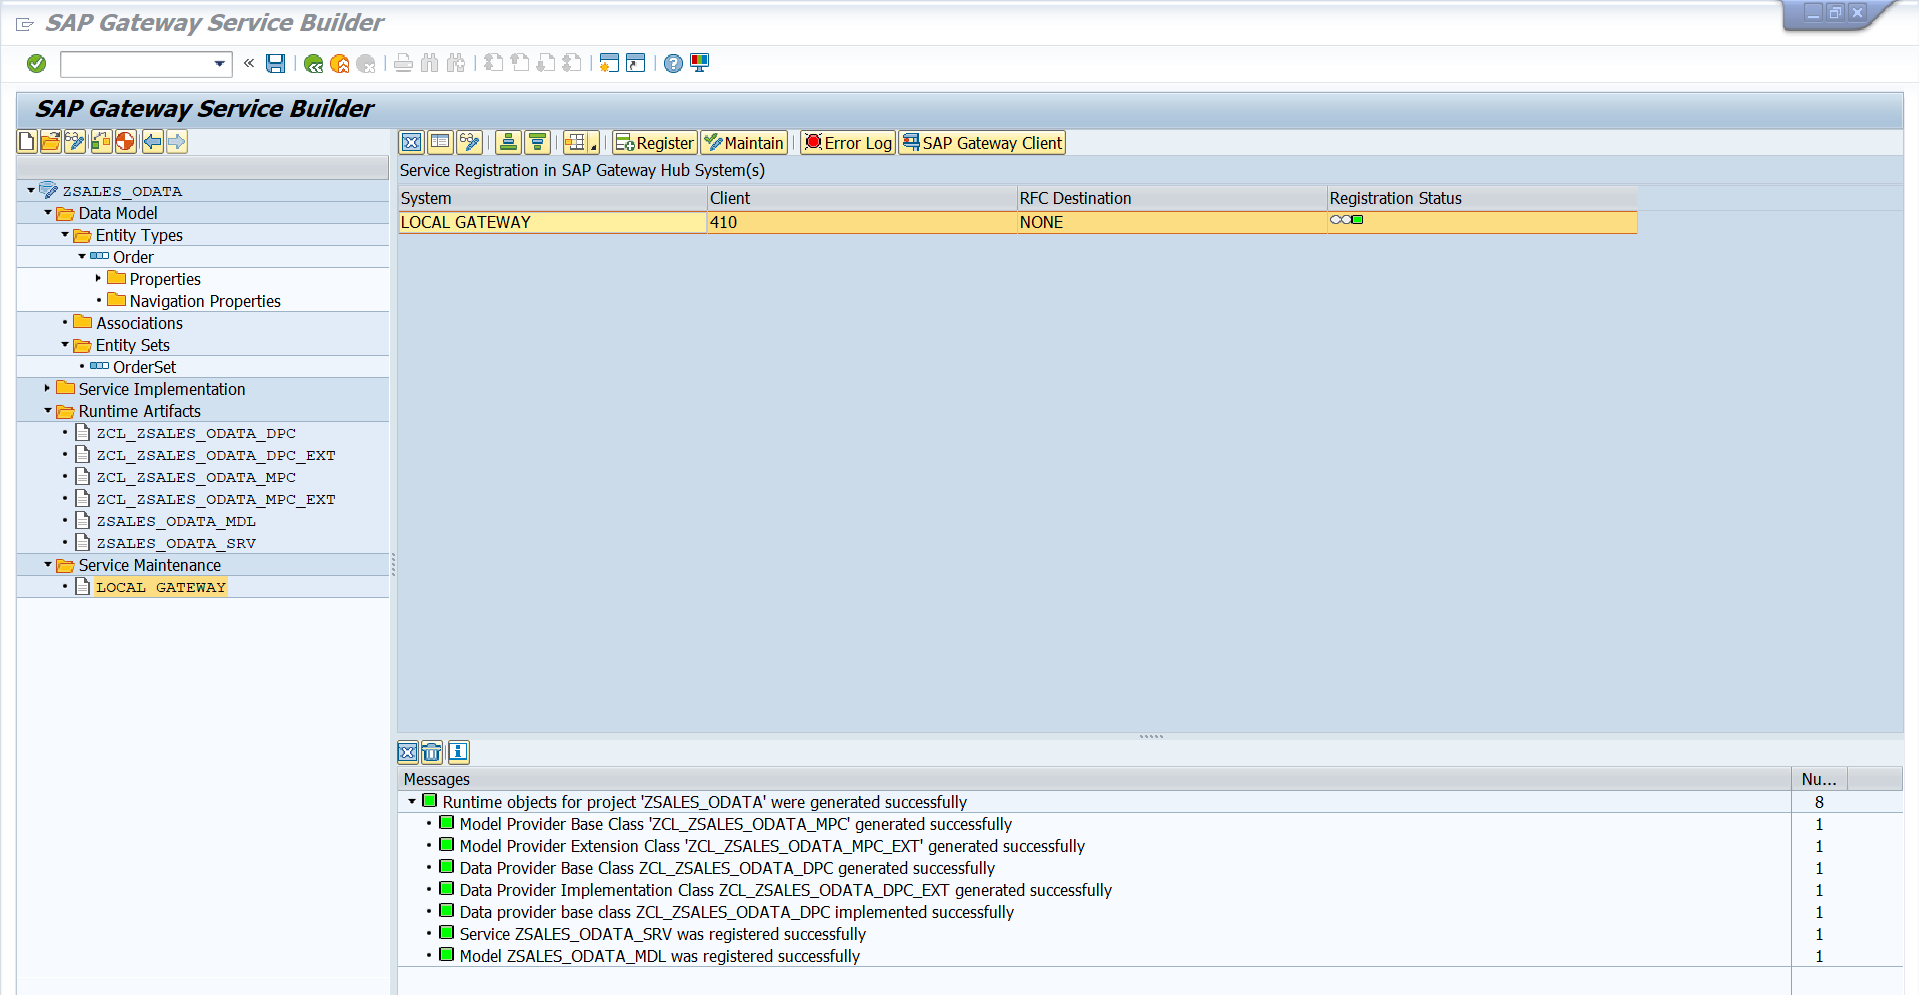 SAP Gateway Service Builder
SAP Gateway Service Builder
Register Maintain Error Log SAP Gateway Client
Service Registration in SAP Gateway Hub System(s)
System Client RFC Destination Registration Status
LOCAL GATEWAY 410 NONE
ZSALES_ODATA
Data Model
Entity Types
Order
Properties
Navigation Properties
Associations
Entity Sets
OrderSet
Service Implementation
Runtime Artifacts
ZCL_ZSALES_ODATA_DPC
ZCL_ZSALES_ODATA_DPC_EXT
ZCL_ZSALES_ODATA_MPC
ZCL_ZSALES_ODATA_MPC_EXT
ZSALES_ODATA_MDL
ZSALES_ODATA_SRV
Service Maintenance
LOCAL GATEWAY
Messages Nu...
Runtime objects for project 'ZSALES_ODATA' were generated successfully 8
Model Provider Base Class 'ZCL_ZSALES_ODATA_MPC' generated successfully 1
Model Provider Extension Class 'ZCL_ZSALES_ODATA_MPC_EXT' generated successfully 1
Data Provider Base Class ZCL_ZSALES_ODATA_DPC generated successfully 1
Data Provider Implementation Class ZCL_ZSALES_ODATA_DPC_EXT generated successfully 1
Data provider base class ZCL_ZSALES_ODATA_DPC implemented successfully 1
Service ZSALES_ODATA_SRV was registered successfully 1
Model ZSALES_ODATA_MDL was registered successfully 1